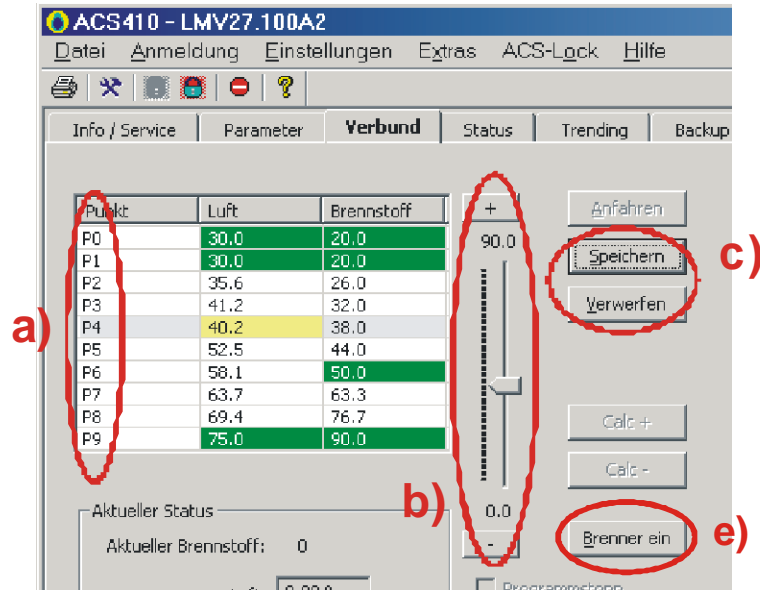 ACS410 - LMV27.100A2
Datei Anmeldung Einstellungen Extras ACS-Lock Hilfe
Info / Service Parameter Verbund Status Trending Backup
Punkt Luft Brennstoff
P0 30.0 20.0
P1 30.0 20.0
P2 35.6 26.0
P3 41.2 32.0
P4 40.2 38.0
P5 52.5 44.0
P6 58.1 50.0
P7 63.7 63.3
P8 69.4 76.7
P9 75.0 90.0
a)
+
90.0
0.0
-
b)
Anfahren
Speichern
Verwerfen
c)
Calc +
Calc -
Brenner ein
e)
Aktueller Status
Aktueller Brennstoff: 0
Programmstopp